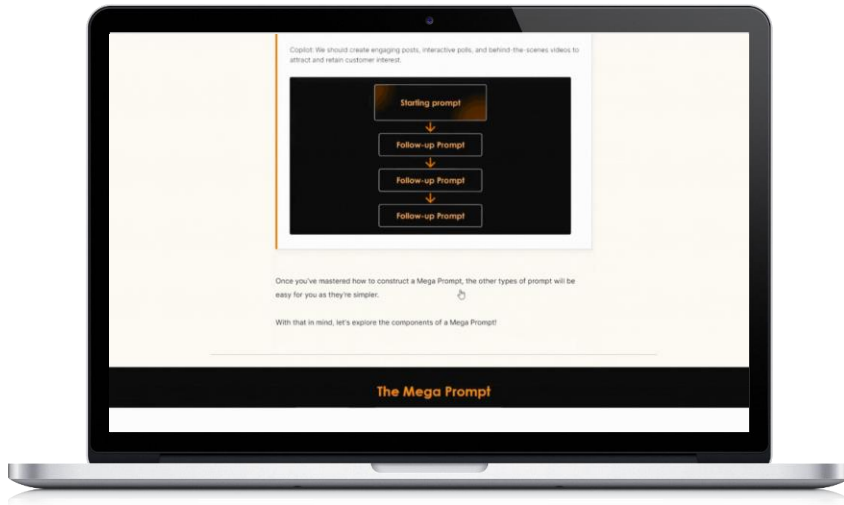 Copilot: We should create engaging posts, interactive polls, and behind-the-scenes videos to
attract and retain customer interest.
Starting prompt
Follow-up Prompt
Follow-up Prompt
Follow-up Prompt
Once you've mastered how to construct a Mega Prompt, the other types of prompt will be
easy for you as they're simpler.
With that in mind, let's explore the components of a Mega Prompt!
The Mega Prompt